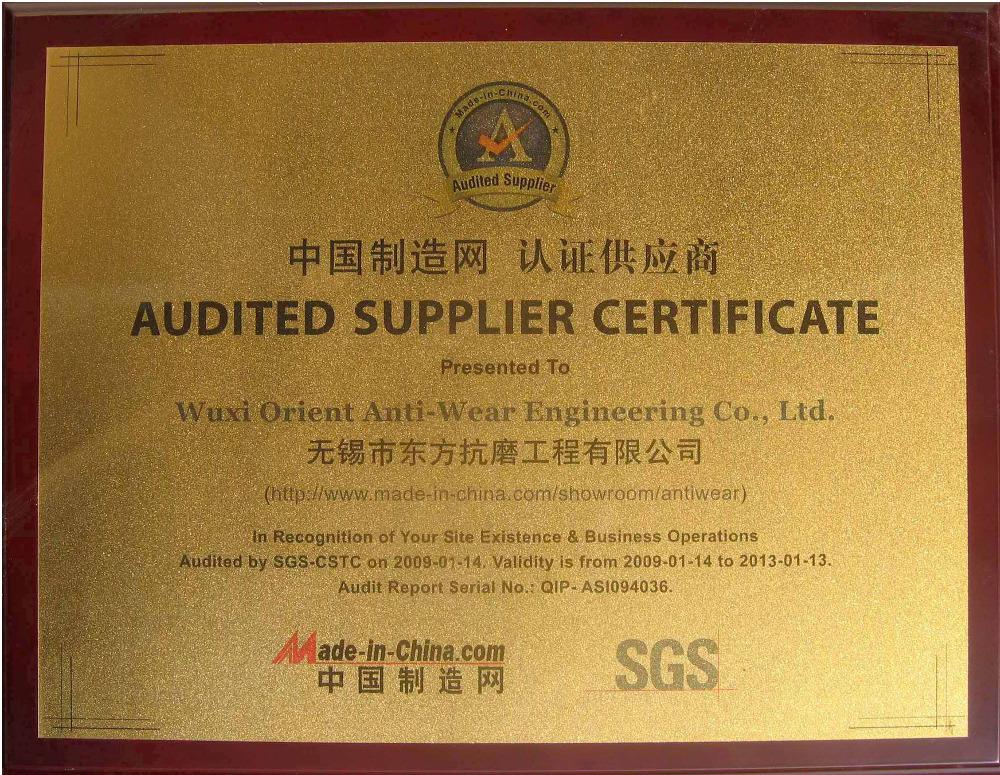 Made-in-China.com
A
Audited Supplier
中国制造网 认证供应商
AUDITED SUPPLIER CERTIFICATE
Presented To
Wuxi Orient Anti-Wear Engineering Co., Ltd.
无锡市东方抗磨工程有限公司
(http://www.made-in-china.com/showroom/antiwear)
In Recognition of Your Site Existence & Business Operations
Audited by SGS-CSTC on 2009-01-14. Validity is from 2009-01-14 to 2013-01-13.
Audit Report Serial No.: QIP- ASI094036.
Made-in-China.com
中国制造网
SGS